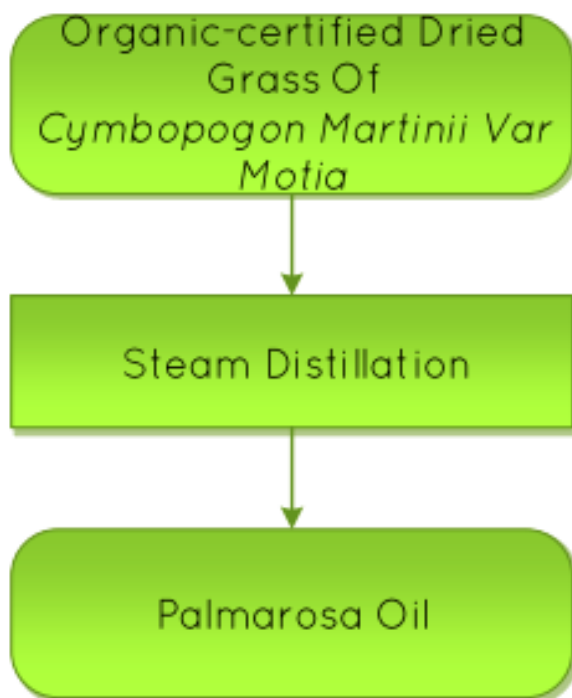 Organic-certified Dried
Grass Of
Cymbopogon Martinii Var
Motia
Steam Distillation
Palmarosa Oil